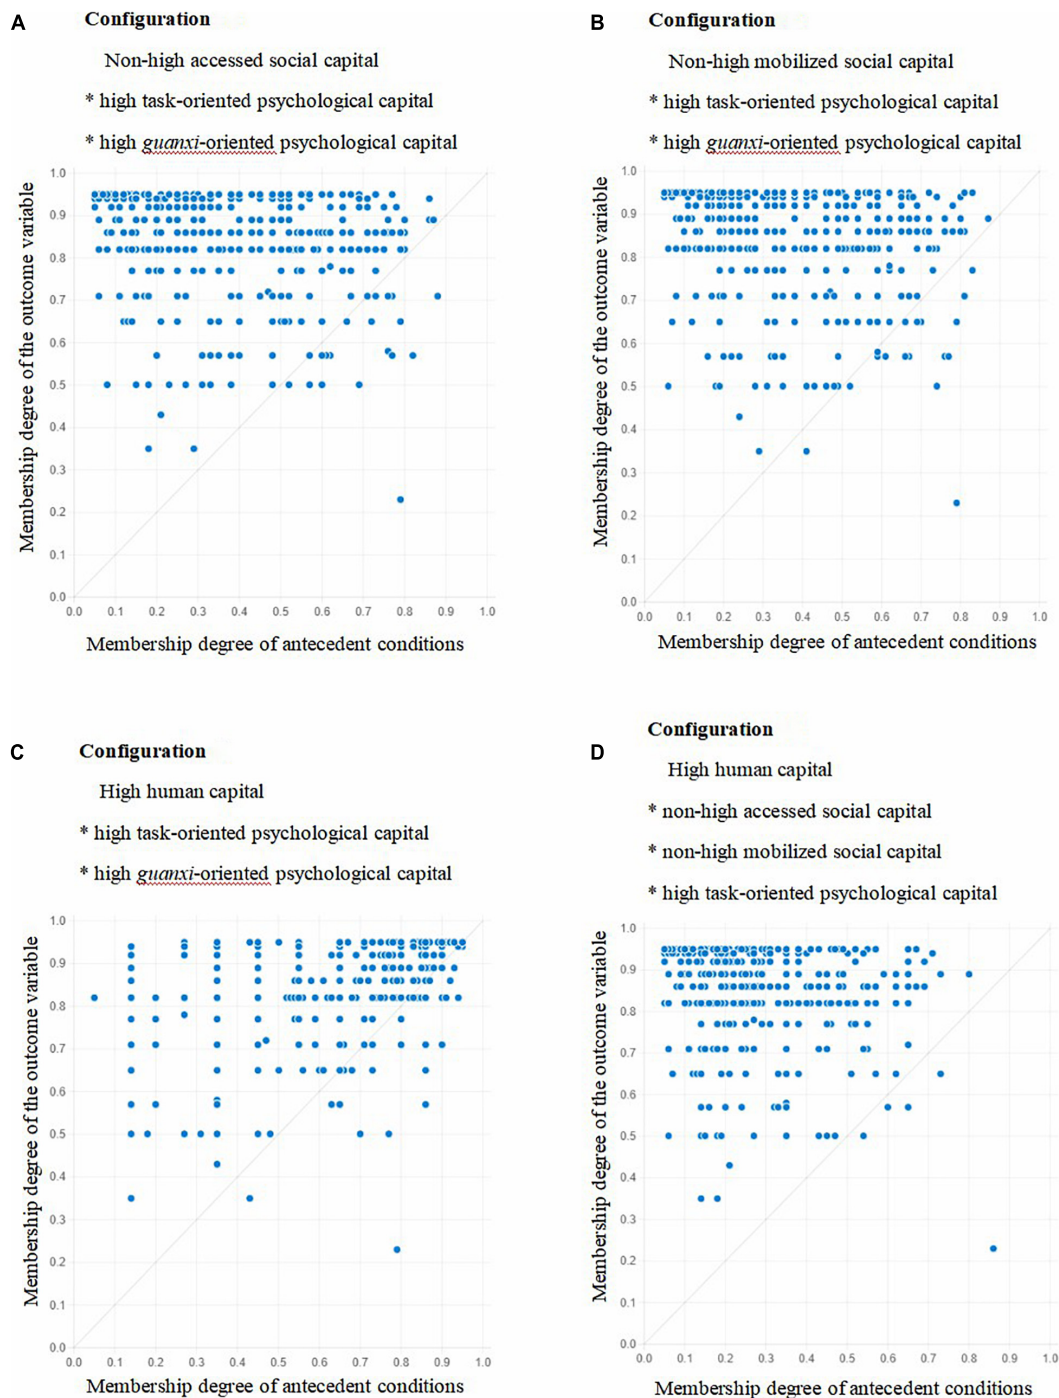 A
Configuration
Non-high accessed social capital
* high task-oriented psychological capital
* high guanxi-oriented psychological capital
Membership degree of the outcome variable
1.0
0.9
0.8
0.7
0.6
0.5
0.4
0.3
0.2
0.1
0.0
0.0 0.1 0.2 0.3 0.4 0.5 0.6 0.7 0.8 0.9 1.0
Membership degree of antecedent conditions
B
Configuration
Non-high mobilized social capital
* high task-oriented psychological capital
* high guanxi-oriented psychological capital
Membership degree of the outcome variable
1.0
0.9
0.8
0.7
0.6
0.5
0.4
0.3
0.2
0.1
0.0
0.0 0.1 0.2 0.3 0.4 0.5 0.6 0.7 0.8 0.9 1.0
Membership degree of antecedent conditions
C
Configuration
High human capital
* high task-oriented psychological capital
* high guanxi-oriented psychological capital
Membership degree of the outcome variable
1.0
0.9
0.8
0.7
0.6
0.5
0.4
0.3
0.2
0.1
0.0
0.0 0.1 0.2 0.3 0.4 0.5 0.6 0.7 0.8 0.9 1.0
Membership degree of antecedent conditions
D
Configuration
High human capital
* non-high accessed social capital
* non-high mobilized social capital
* high task-oriented psychological capital
Membership degree of the outcome variable
1.0
0.9
0.8
0.7
0.6
0.5
0.4
0.3
0.2
0.1
0.0
0.0 0.1 0.2 0.3 0.4 0.5 0.6 0.7 0.8 0.9 1.0
Membership degree of antecedent conditions